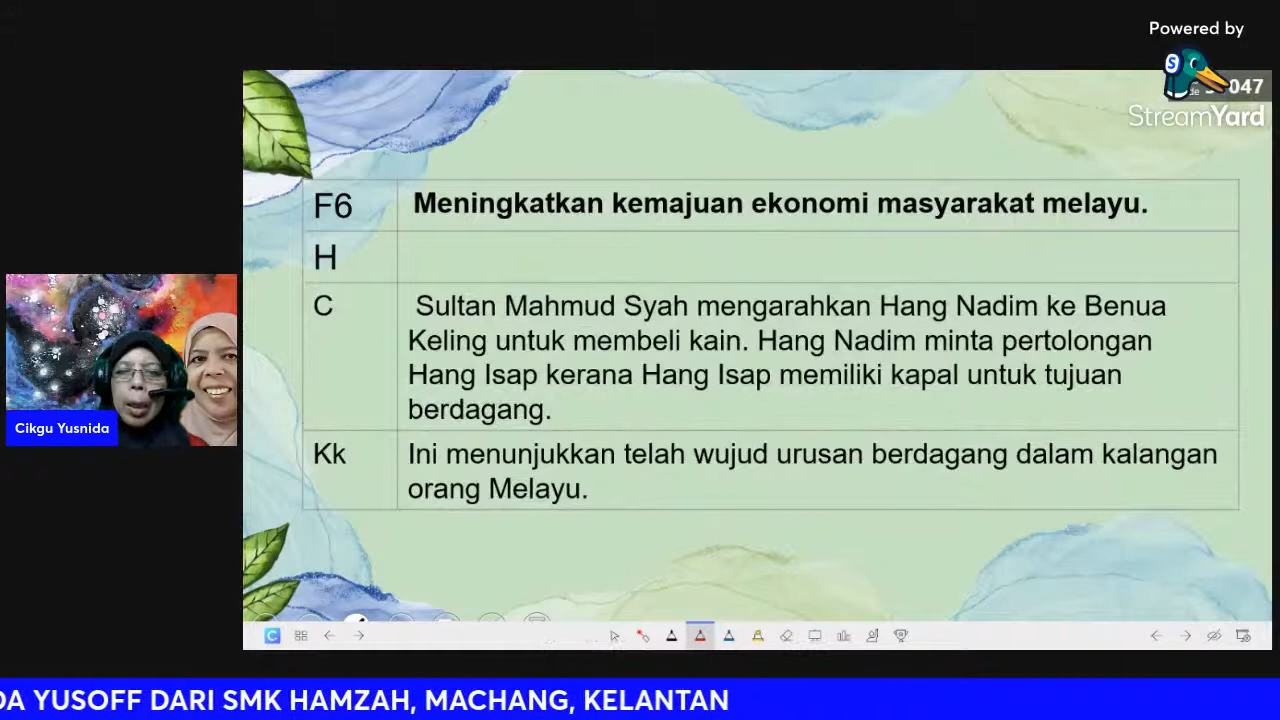 Powered by
047
StreamYard
F6 Meningkatkan kemajuan ekonomi masyarakat melayu.
H
C Sultan Mahmud Syah mengarahkan Hang Nadim ke Benua
Keling untuk membeli kain. Hang Nadim minta pertolongan
Hang Isap kerana Hang Isap memiliki kapal untuk tujuan
berdagang.
Kk Ini menunjukkan telah wujud urusan berdagang dalam kalangan
orang Melayu.
Cikgu Yusnida
DA YUSOFF DARI SMK HAMZAH, MACHANG, KELANTAN